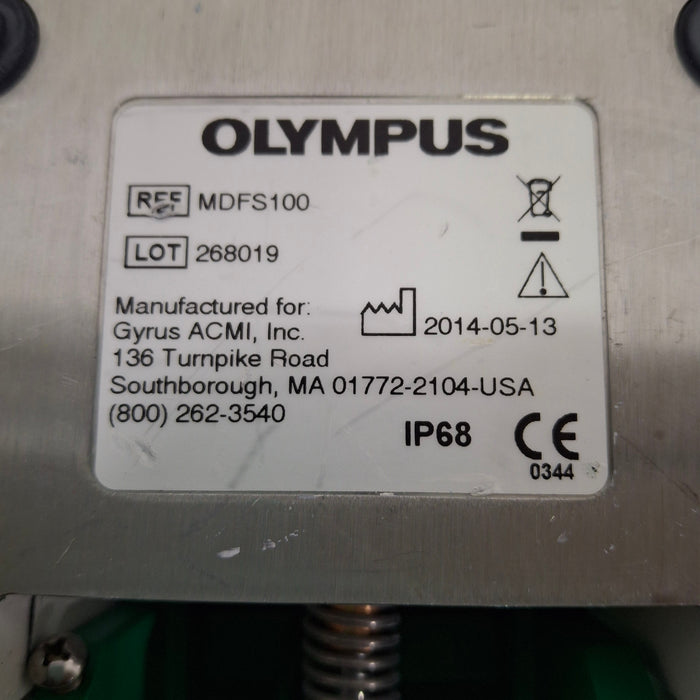 OLYMPUS
REF MDFS100
LOT 268019
Manufactured for:
Gyrus ACMI, Inc.
2014-05-13
136 Turnpike Road
Southborough, MA 01772-2104-USA
(800) 262-3540
IP68
CE
0344